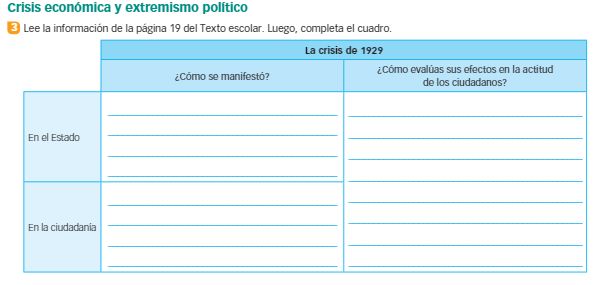 Crisis económica y extremismo político
3 Lee la información de la página 19 del Texto escolar. Luego, completa el cuadro.
La crisis de 1929
¿Cómo se manifestó?
¿Cómo evalúas sus efectos en la actitud
de los ciudadanos?
En el Estado
En la ciudadanía